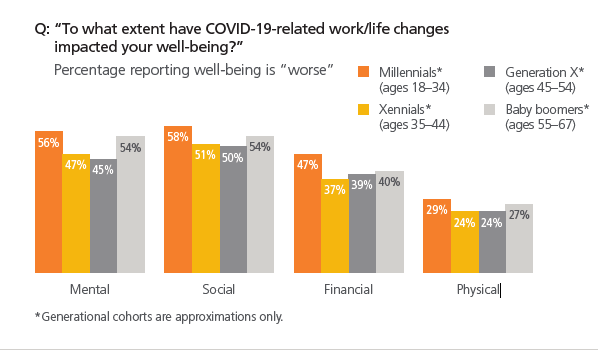 Q: “To what extent have COVID-19-related work/life changes
impacted your well-being?”
Percentage reporting well-being is “worse”
Millennials*
(ages 18–34)
Generation X*
(ages 45–54)
Xennials*
(ages 35–44)
Baby boomers*
(ages 55–67)
56% 47% 45% 54%
58% 51% 50% 54%
47% 37% 39% 40%
29% 24% 24% 27%
Mental Social Financial Physical
*Generational cohorts are approximations only.